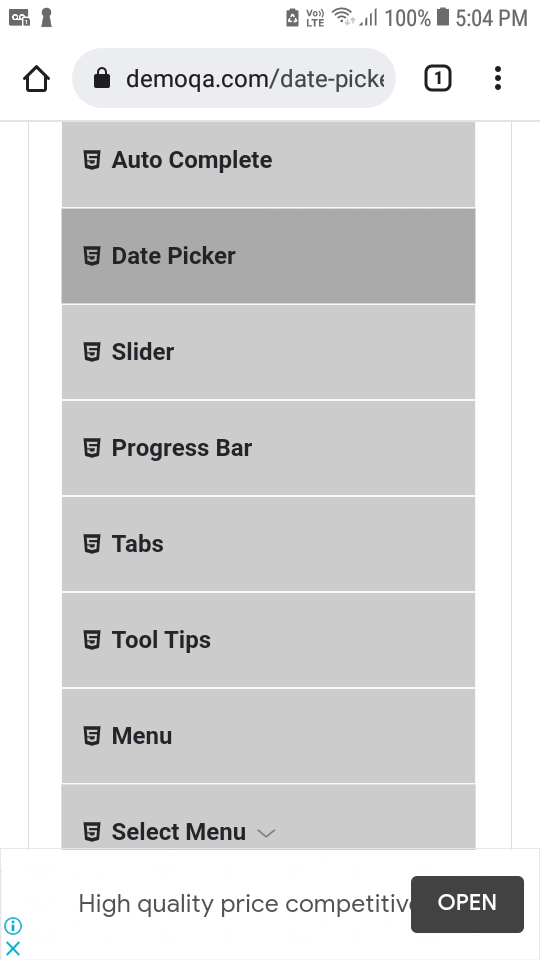 Vo)) LTE 100% 5:04 PM
demoqa.com/date-picke
1
Auto Complete
Date Picker
Slider
Progress Bar
Tabs
Tool Tips
Menu
Select Menu
High quality price competitiv
OPEN